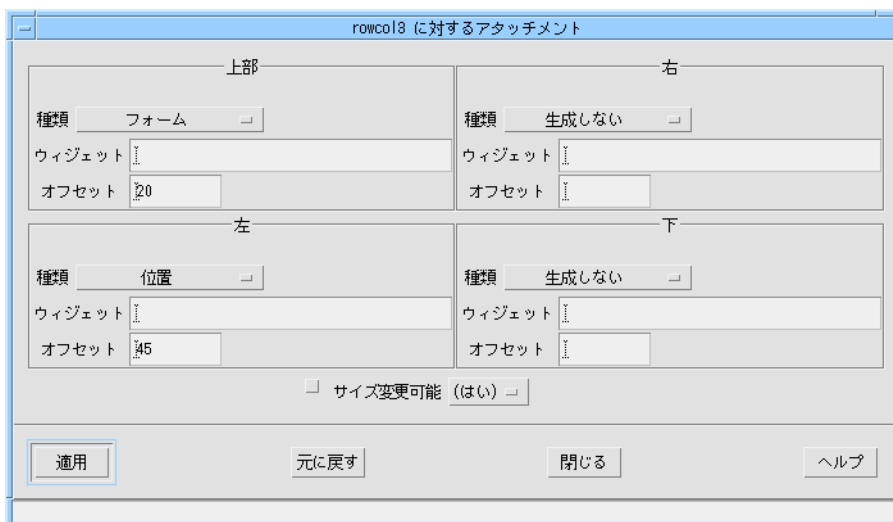 rowcol3 に対するアタッチメント
上部
種類 フォーム
ウィジェット
オフセット 20
右
種類 生成しない
ウィジェット
オフセット
左
種類 位置
ウィジェット
オフセット 45
下
種類 生成しない
ウィジェット
オフセット
サイズ変更可能 (はい)
適用 元に戻す 閉じる ヘルプ